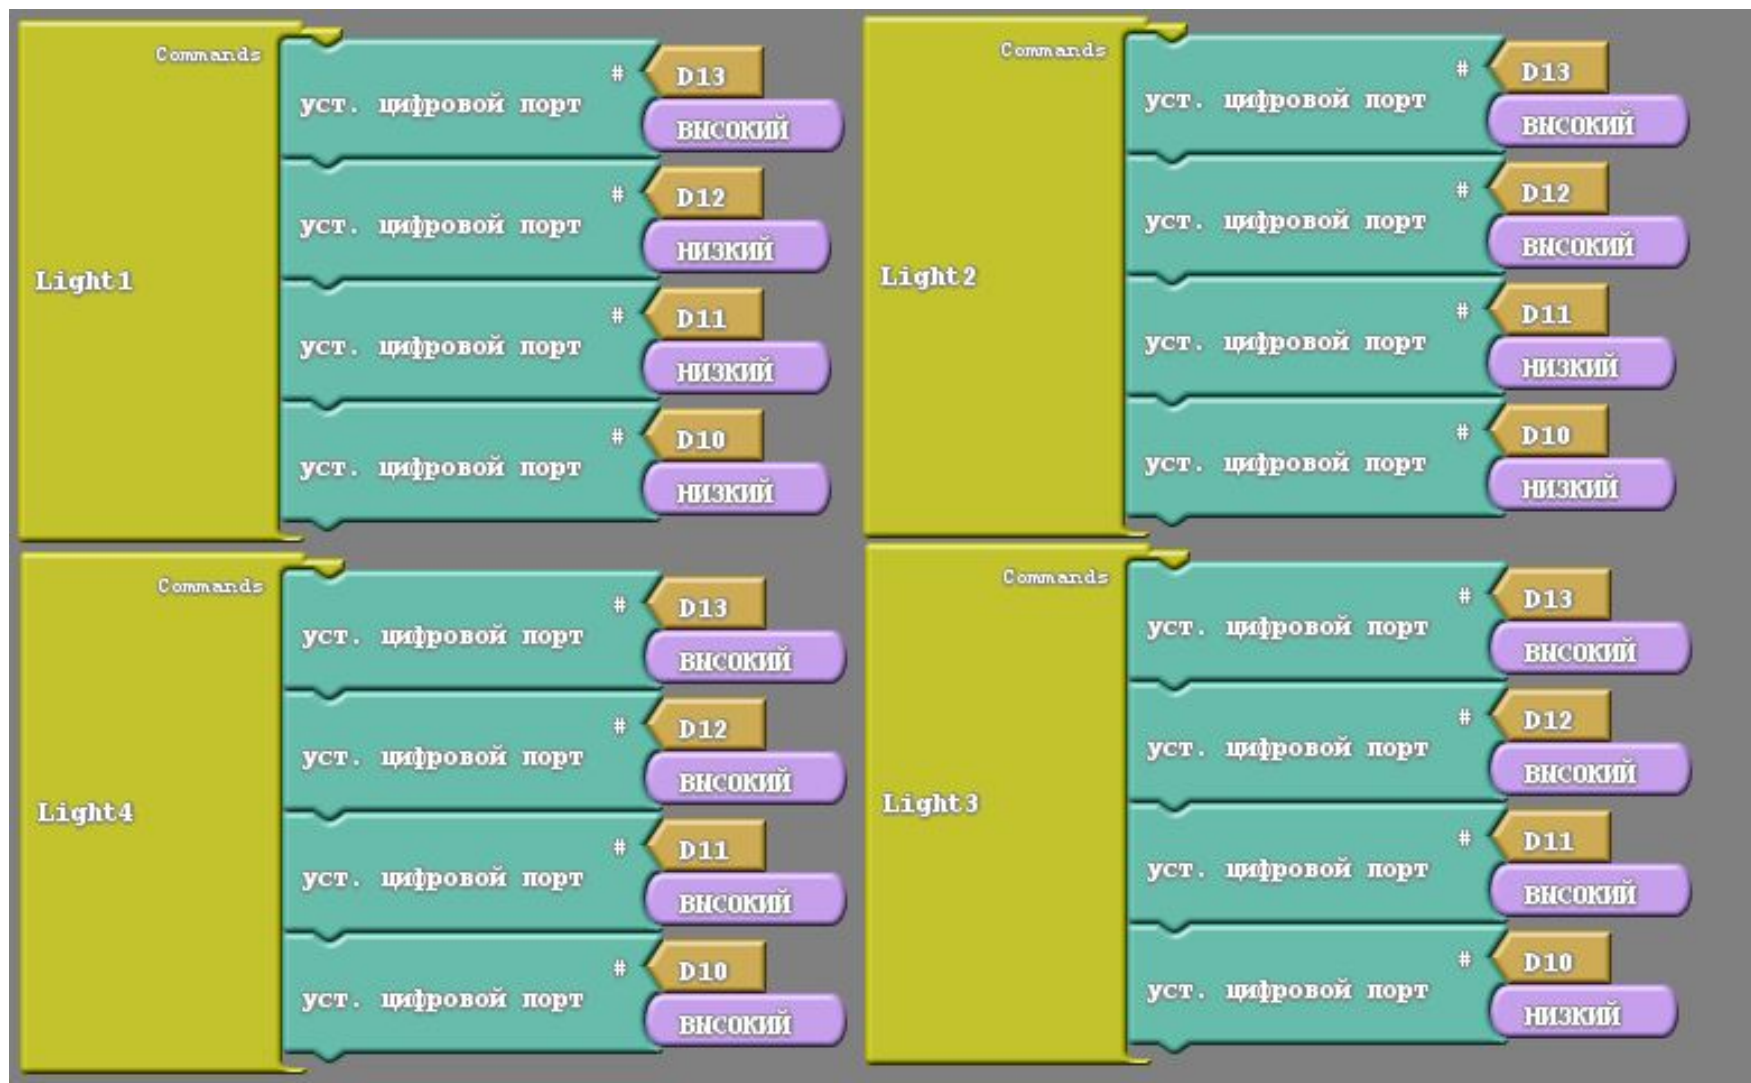 Commands
# D13
уст. цифровой порт
ВЫСОКИЙ
# D12
уст. цифровой порт
НИЗКИЙ
Light1
# D11
уст. цифровой порт
НИЗКИЙ
# D10
уст. цифровой порт
НИЗКИЙ
Commands
# D13
уст. цифровой порт
ВЫСОКИЙ
# D12
уст. цифровой порт
ВЫСОКИЙ
Light2
# D11
уст. цифровой порт
НИЗКИЙ
# D10
уст. цифровой порт
НИЗКИЙ
Commands
# D13
уст. цифровой порт
ВЫСОКИЙ
# D12
уст. цифровой порт
ВЫСОКИЙ
Light4
# D11
уст. цифровой порт
ВЫСОКИЙ
# D10
уст. цифровой порт
ВЫСОКИЙ
Commands
# D13
уст. цифровой порт
ВЫСОКИЙ
# D12
уст. цифровой порт
ВЫСОКИЙ
Light3
# D11
уст. цифровой порт
ВЫСОКИЙ
# D10
уст. цифровой порт
НИЗКИЙ